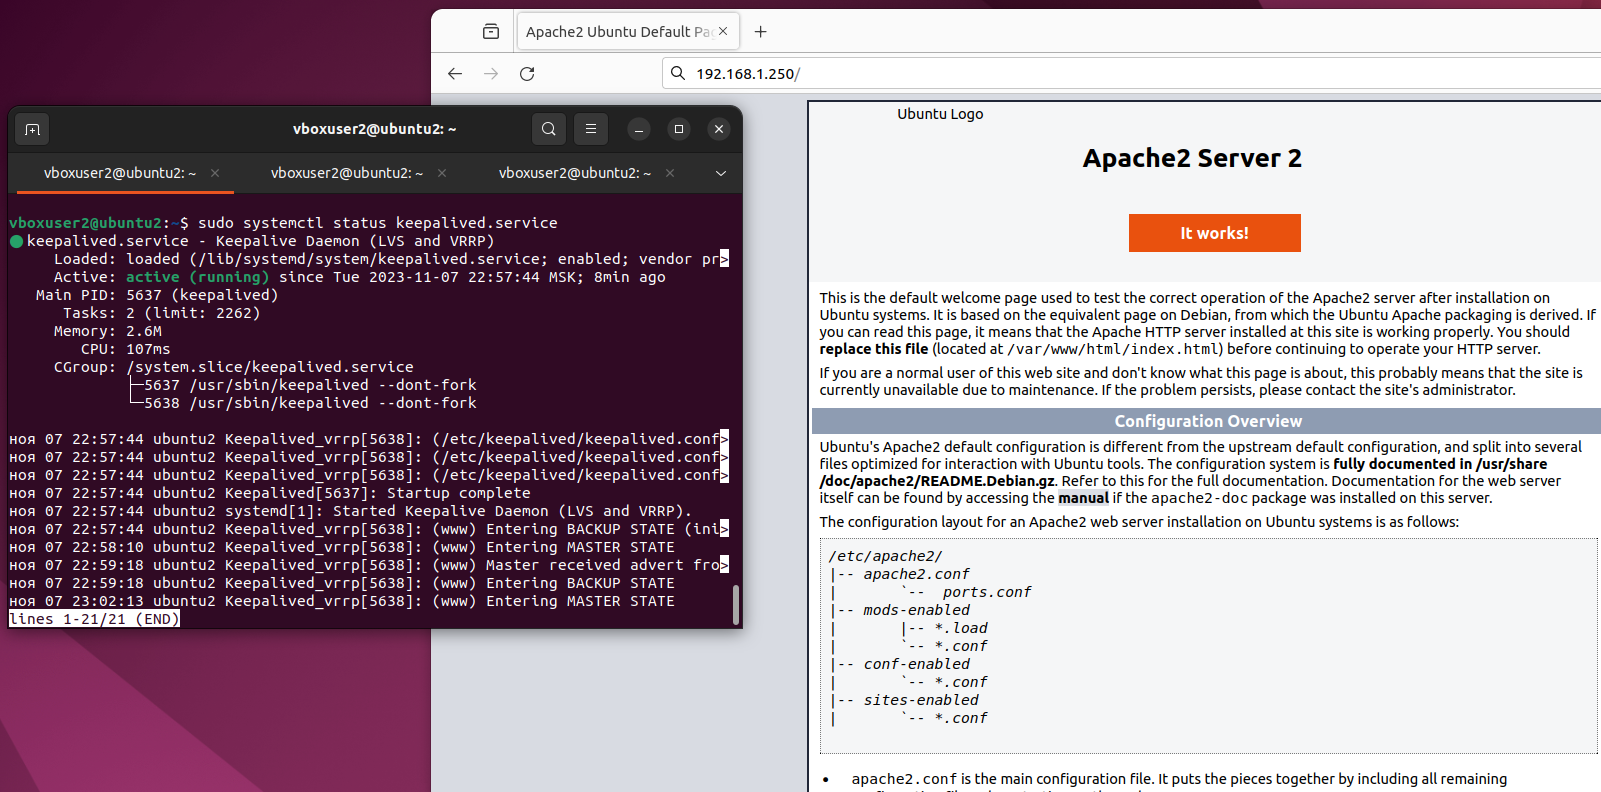 Apache2 Ubuntu Default Pa
192.168.1.250/
vboxuser2@ubuntu2: ~
vboxuser2@ubuntu2: ~
vboxuser2@ubuntu2: ~
vboxuser2@ubuntu2: ~
vboxuser2@ubuntu2:~$ sudo systemctl status keepalived.service
keepalived.service - Keepalive Daemon (LVS and VRRP)
Loaded: loaded (/lib/systemd/system/keepalived.service; enabled; vendor pr>
Active: active (running) since Tue 2023-11-07 22:57:44 MSK; 8min ago
Main PID: 5637 (keepalived)
Tasks: 2 (limit: 2262)
Memory: 2.6M
CPU: 107ms
CGroup: /system.slice/keepalived.service
├─5637 /usr/sbin/keepalived --dont-fork
└─5638 /usr/sbin/keepalived --dont-fork
ноя 07 22:57:44 ubuntu2 Keepalived_vrrp[5638]: (/etc/keepalived/keepalived.conf>
ноя 07 22:57:44 ubuntu2 Keepalived_vrrp[5638]: (/etc/keepalived/keepalived.conf>
ноя 07 22:57:44 ubuntu2 Keepalived_vrrp[5638]: (/etc/keepalived/keepalived.conf>
ноя 07 22:57:44 ubuntu2 Keepalived[5637]: Startup complete
ноя 07 22:57:44 ubuntu2 systemd[1]: Started Keepalive Daemon (LVS and VRRP).
ноя 07 22:57:44 ubuntu2 Keepalived_vrrp[5638]: (www) Entering BACKUP STATE (ini>
ноя 07 22:58:10 ubuntu2 Keepalived_vrrp[5638]: (www) Entering MASTER STATE
ноя 07 22:59:18 ubuntu2 Keepalived_vrrp[5638]: (www) Master received advert fro>
ноя 07 22:59:18 ubuntu2 Keepalived_vrrp[5638]: (www) Entering BACKUP STATE
ноя 07 23:02:13 ubuntu2 Keepalived_vrrp[5638]: (www) Entering MASTER STATE
lines 1-21/21 (END)
Ubuntu Logo
Apache2 Server 2
It works!
This is the default welcome page used to test the correct operation of the Apache2 server after installation on
Ubuntu systems. It is based on the equivalent page on Debian, from which the Ubuntu Apache packaging is derived. If
you can read this page, it means that the Apache HTTP server installed at this site is working properly. You should
replace this file (located at /var/www/html/index.html) before continuing to operate your HTTP server.
If you are a normal user of this web site and don't know what this page is about, this probably means that the site is
currently unavailable due to maintenance. If the problem persists, please contact the site's administrator.
Configuration Overview
Ubuntu's Apache2 default configuration is different from the upstream default configuration, and split into several
files optimized for interaction with Ubuntu tools. The configuration system is fully documented in /usr/share
/doc/apache2/README.Debian.gz. Refer to this for the full documentation. Documentation for the web server
itself can be found by accessing the manual if the apache2-doc package was installed on this server.
The configuration layout for an Apache2 web server installation on Ubuntu systems is as follows:
/etc/apache2/
|-- apache2.conf
|       `--  ports.conf
|-- mods-enabled
|       |-- *.load
|       `-- *.conf
|-- conf-enabled
|       `-- *.conf
|-- sites-enabled
|       `-- *.conf
• apache2.conf is the main configuration file. It puts the pieces together by including all remaining